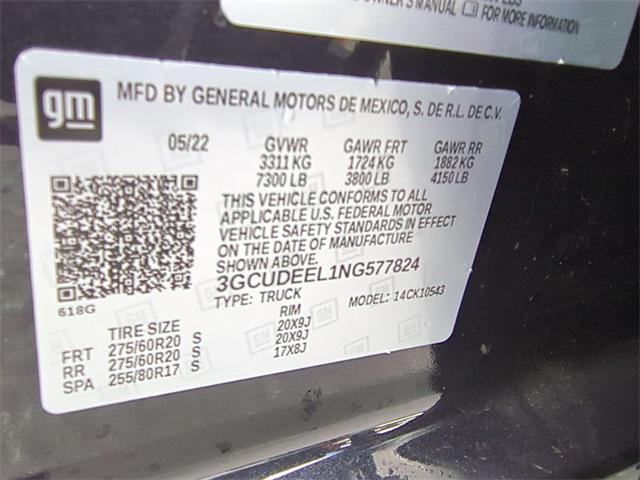 OWNER'S MANUAL FOR MORE INFORMATION
gm
MFD BY GENERAL MOTORS DE MEXICO, S. DE R.L. DE C.V.
05/22 GVWR GAWR FRT GAWR RR
3311 KG 1724 KG 1882 KG
7300 LB 3800 LB 4150 LB
THIS VEHICLE CONFORMS TO ALL
APPLICABLE U.S. FEDERAL MOTOR
VEHICLE SAFETY STANDARDS IN EFFECT
ON THE DATE OF MANUFACTURE
SHOWN ABOVE.
3GCUDEEL1NG577824
618G
TYPE: TRUCK MODEL: 14CK10543
TIRE SIZE RIM
FRT 275/60R20 S 20X9J
RR 275/60R20 S 20X9J
SPA 255/80R17 S 17X8J